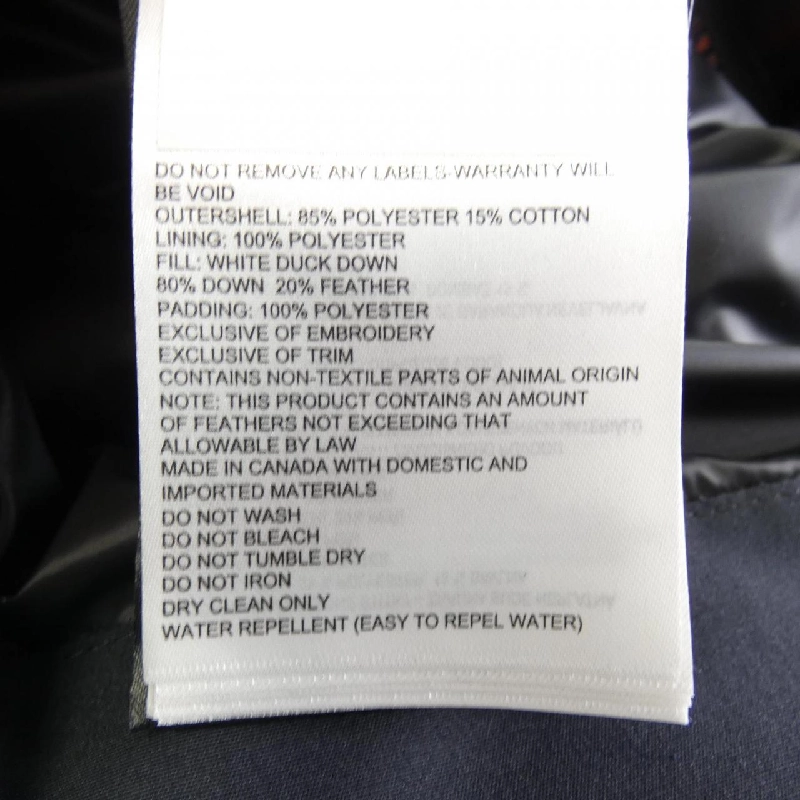 DO NOT REMOVE ANY LABELS-WARRANTY WILL
BE VOID
OUTERSHELL: 85% POLYESTER 15% COTTON
LINING: 100% POLYESTER
FILL: WHITE DUCK DOWN
80% DOWN 20% FEATHER
PADDING: 100% POLYESTER
EXCLUSIVE OF EMBROIDERY
EXCLUSIVE OF TRIM
CONTAINS NON-TEXTILE PARTS OF ANIMAL ORIGIN
NOTE: THIS PRODUCT CONTAINS AN AMOUNT
OF FEATHERS NOT EXCEEDING THAT
ALLOWABLE BY LAW
MADE IN CANADA WITH DOMESTIC AND
IMPORTED MATERIALS
DO NOT WASH
DO NOT BLEACH
DO NOT TUMBLE DRY
DO NOT IRON
DRY CLEAN ONLY
WATER REPELLENT (EASY TO REPEL WATER)